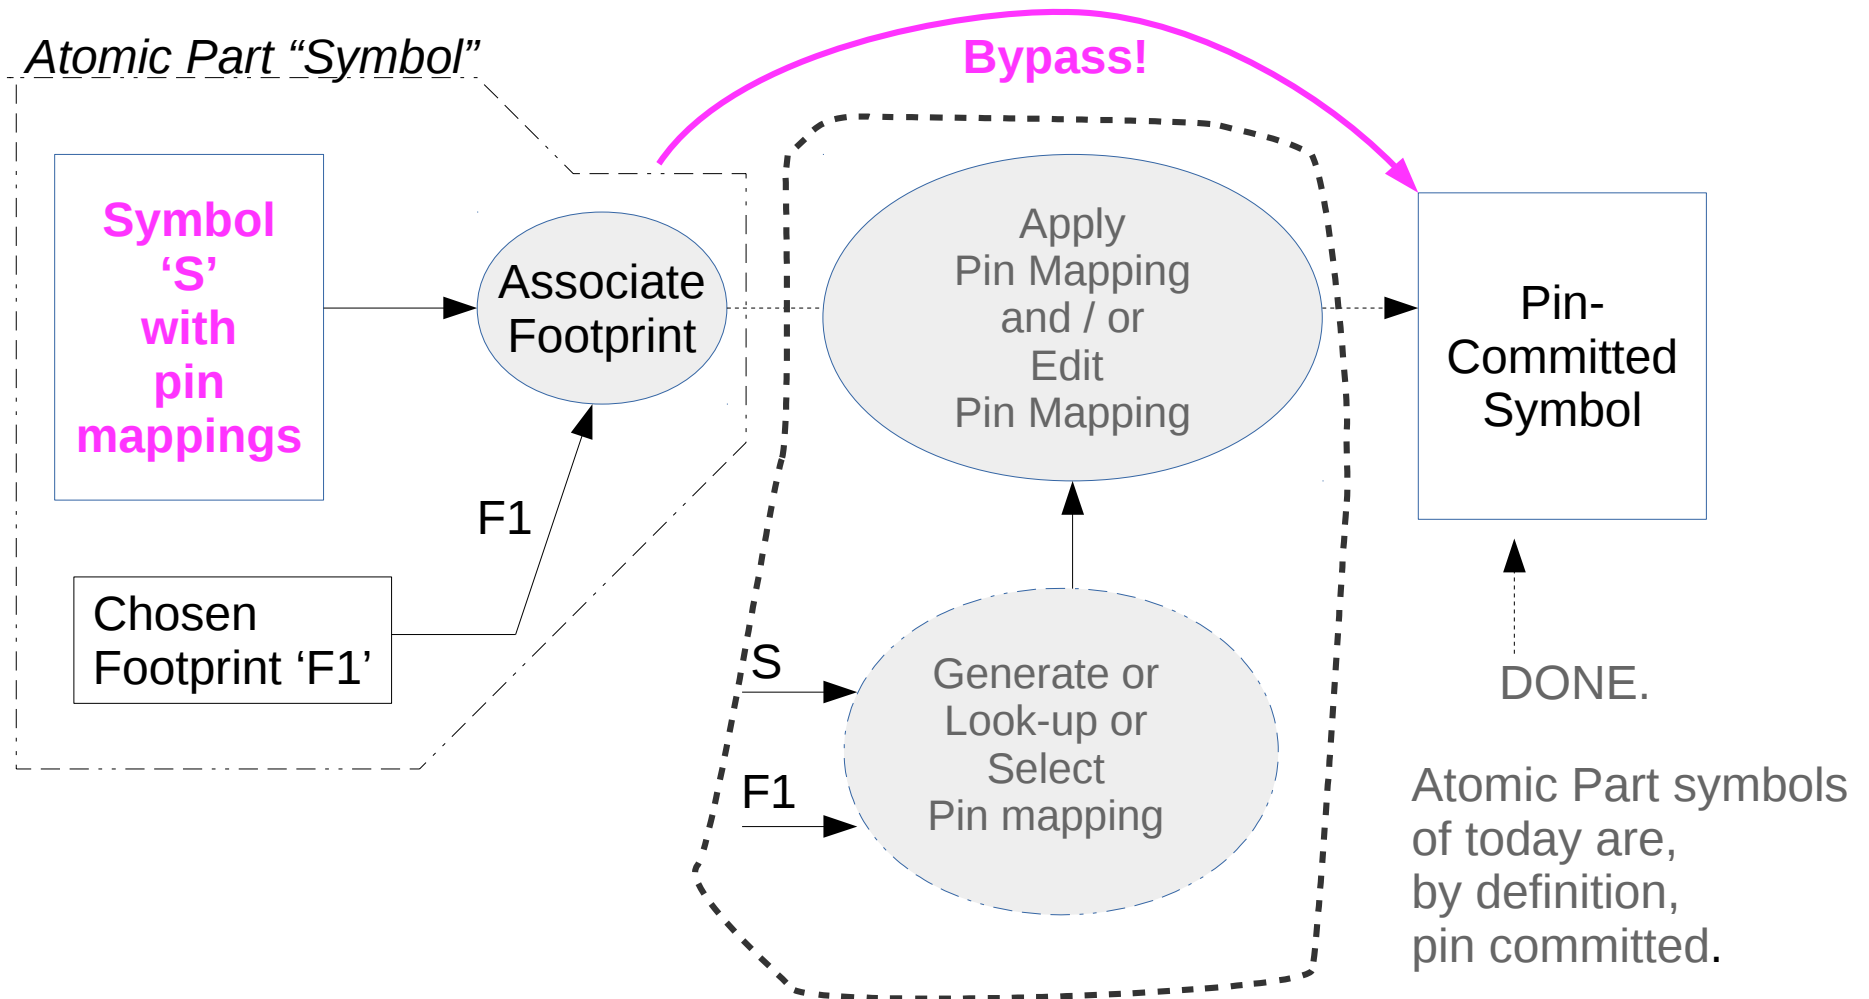 Atomic Part “Symbol”
Bypass!
Symbol
‘S’
with
pin
mappings
Associate
Footprint
Apply
Pin Mapping
and / or
Edit
Pin Mapping
Pin-
Committed
Symbol
F1
Chosen
Footprint ‘F1’
S
F1
Generate or
Look-up or
Select
Pin mapping
DONE.
Atomic Part symbols
of today are,
by definition,
pin committed.